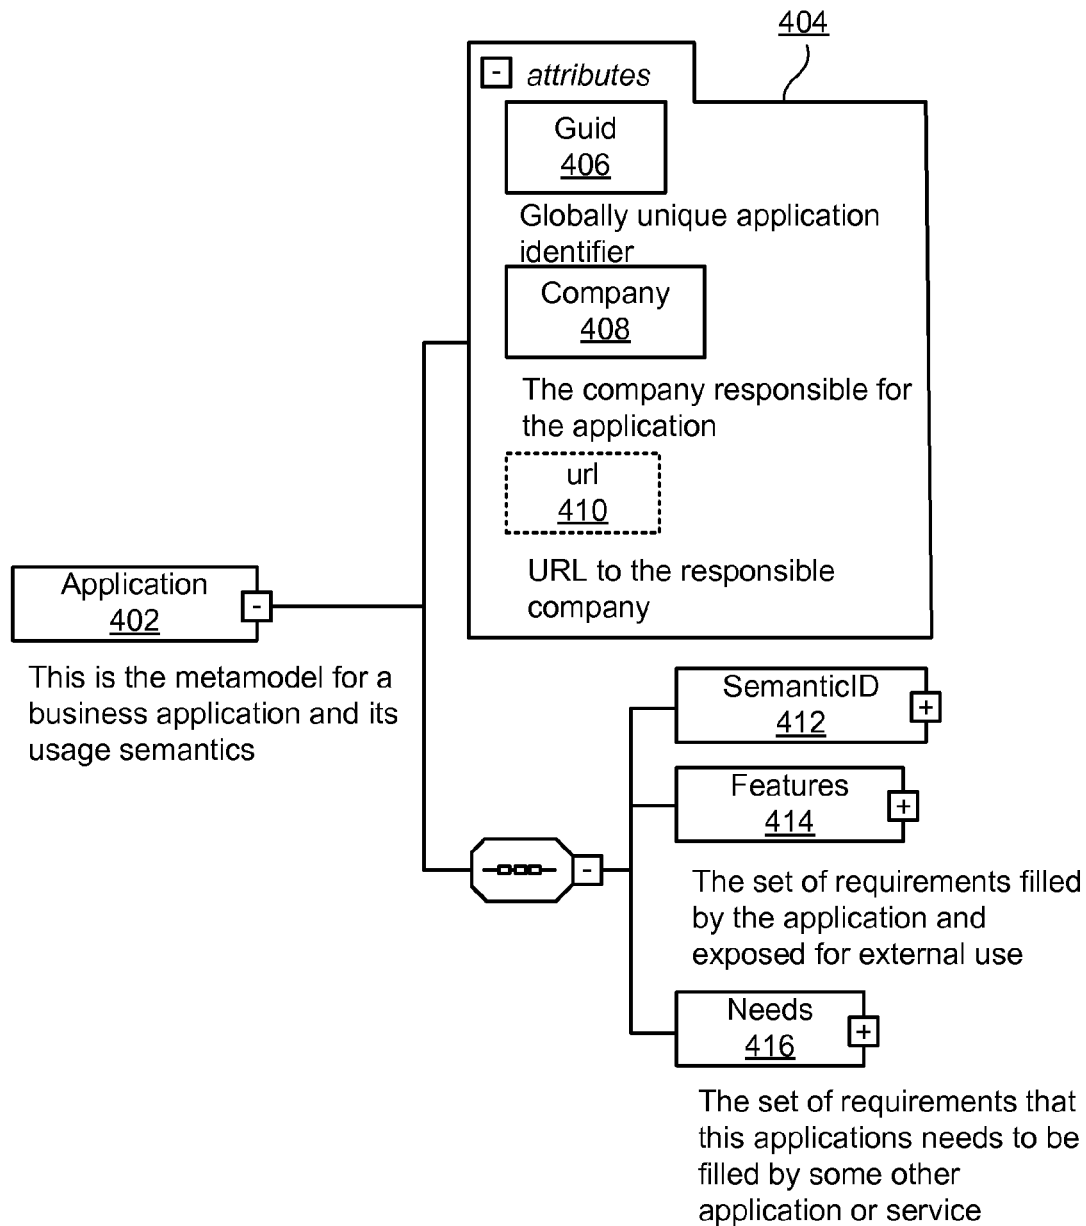 404
- attributes
Guid
406
Globally unique application
identifier
Company
408
The company responsible for
the application
url
410
URL to the responsible
company
Application
402
-
This is the metamodel for a
business application and its
usage semantics
SemanticID
412
+
Features
414
+
-
The set of requirements filled
by the application and
exposed for external use
Needs
416
+
The set of requirements that
this applications needs to be
filled by some other
application or service